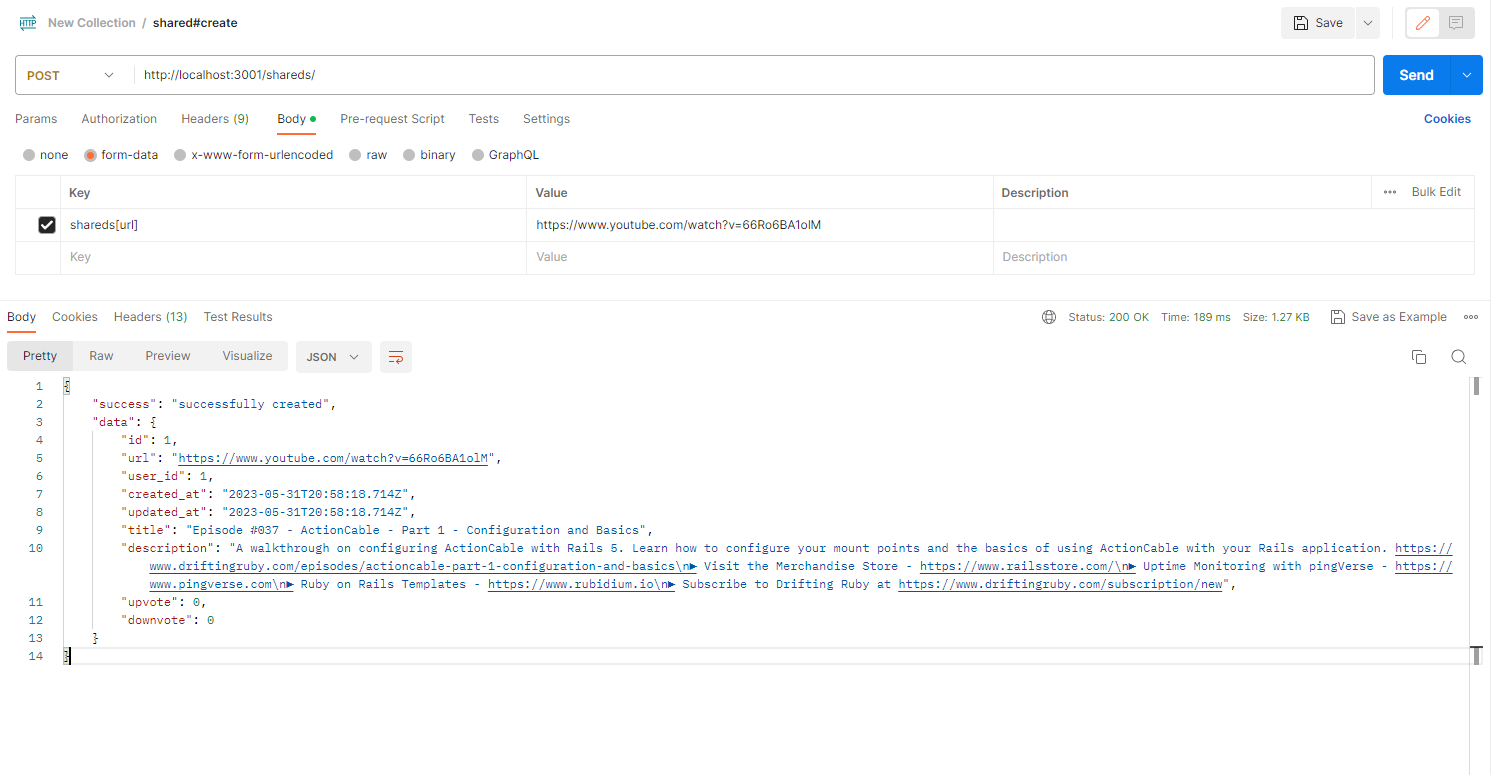 HTTP New Collection / shared#create Save
POST http://localhost:3001/shareds/ Send
Params Authorization Headers (9) Body Pre-request Script Tests Settings Cookies
none form-data x-www-form-urlencoded raw binary GraphQL
Key Value Description ••• Bulk Edit
shareds[url] https://www.youtube.com/watch?v=66Ro6BA1olM
Key Value Description
Body Cookies Headers (13) Test Results Status: 200 OK Time: 189 ms Size: 1.27 KB Save as Example
Pretty Raw Preview Visualize JSON
1 {
2 "success": "successfully created",
3 "data": {
4 "id": 1,
5 "url": "https://www.youtube.com/watch?v=66Ro6BA1olM",
6 "user_id": 1,
7 "created_at": "2023-05-31T20:58:18.714Z",
8 "updated_at": "2023-05-31T20:58:18.714Z",
9 "title": "Episode #037 - ActionCable - Part 1 - Configuration and Basics",
10 "description": "A walkthrough on configuring ActionCable with Rails 5. Learn how to configure your mount points and the basics of using ActionCable with your Rails application. https://
www.driftingruby.com/episodes/actioncable-part-1-configuration-and-basics\n▶ Visit the Merchandise Store - https://www.railsstore.com/\n▶ Uptime Monitoring with pingVerse - https://
www.pingverse.com\n▶ Ruby on Rails Templates - https://www.rubidium.io\n▶ Subscribe to Drifting Ruby at https://www.driftingruby.com/subscription/new",
11 "upvote": 0,
12 "downvote": 0
13 }
14 }